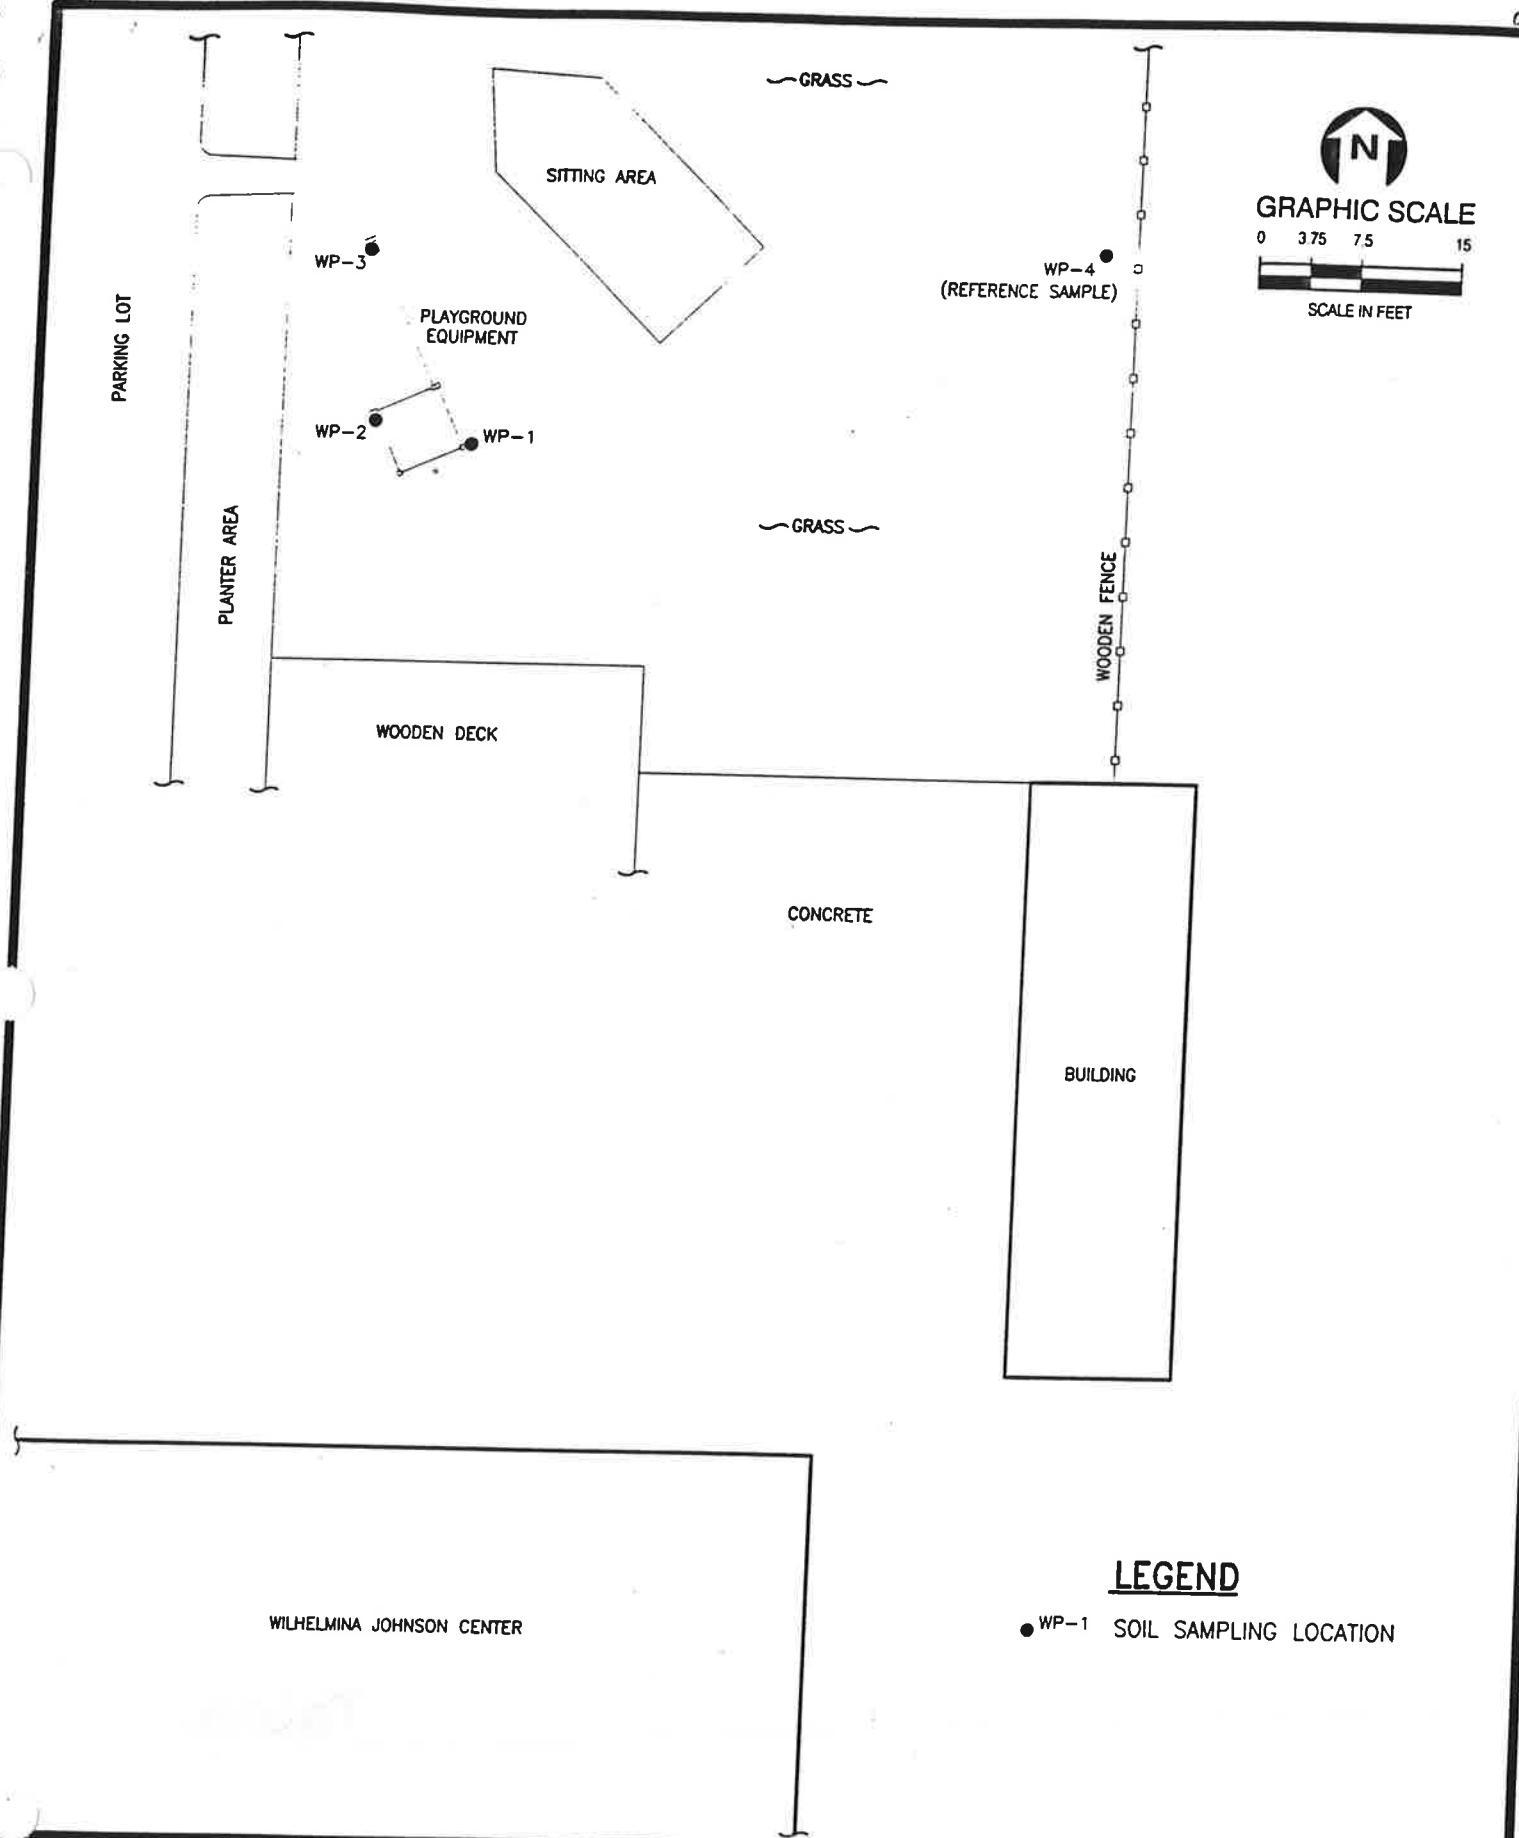 GRASS
N
GRAPHIC SCALE
0 3.75 7.5 15
SCALE IN FEET
SITTING AREA
WP-3
WP-4
(REFERENCE SAMPLE)
PARKING LOT
PLAYGROUND
EQUIPMENT
WP-2
WP-1
GRASS
PLANTER AREA
WOODEN FENCE
WOODEN DECK
CONCRETE
BUILDING
WILHELMINA JOHNSON CENTER
LEGEND
WP-1 SOIL SAMPLING LOCATION